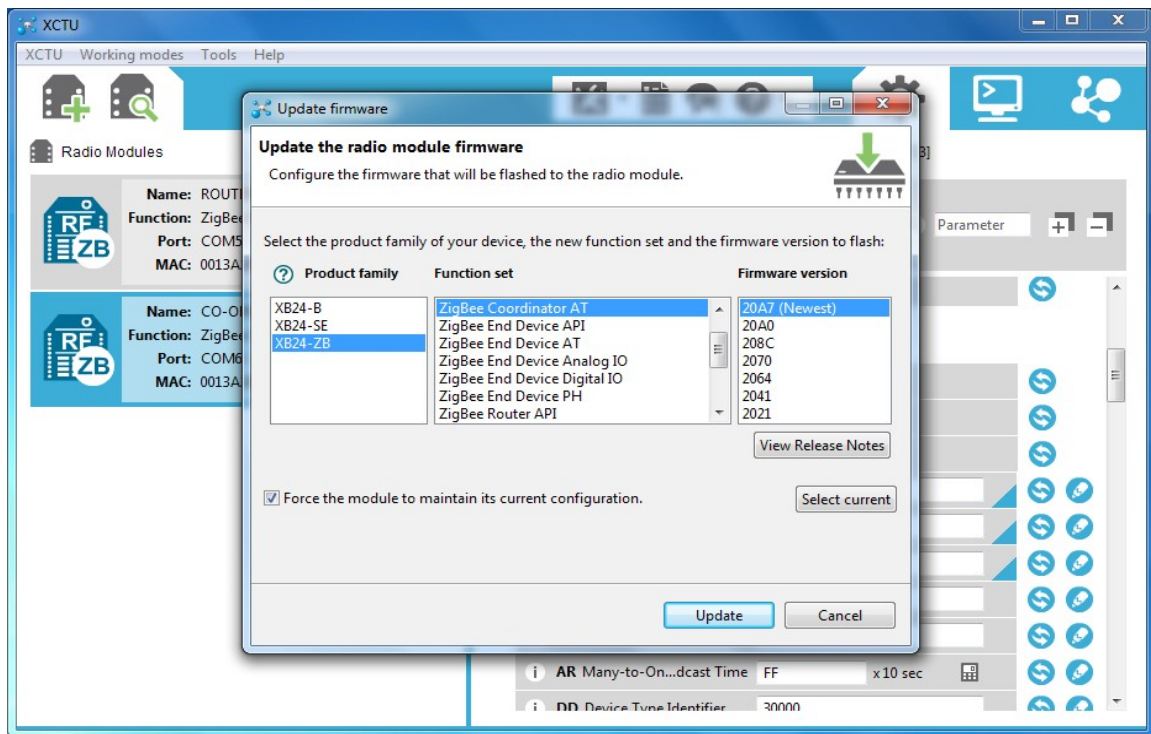 XCTU
XCTU Working modes Tools Help
Update firmware
Radio Modules
Update the radio module firmware
Configure the firmware that will be flashed to the radio module.
Name:
Function:
Port:
MAC: 0013A
RF
ZB
Name:
Function:
Port: COM6
MAC: 0013A
RF
ZB
Parameter
Select the product family of your device, the new function set and the firmware version to flash:
Product family Function set Firmware version
XB24-B
XB24-SE
XB24-ZB
ZigBee Coordinator AT
ZigBee End Device API
ZigBee End Device AT
ZigBee End Device Analog IO
ZigBee End Device Digital IO
ZigBee End Device PH
ZigBee Router API
20A7 (Newest)
20A0
208C
2070
2064
2041
2021
View Release Notes
Force the module to maintain its current configuration.
Select current
Update Cancel
i AR Many-to-On...dcast Time FF x 10 sec
i DD Device Type Identifier 30000